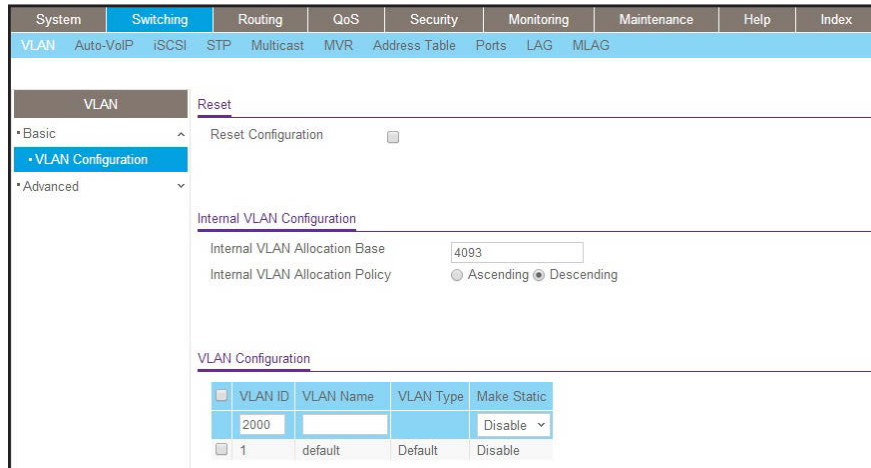 System Switching Routing QoS Security Monitoring Maintenance Help Index
VLAN Auto-VoIP iSCSI STP Multicast MVR Address Table Ports LAG MLAG
VLAN
Basic
VLAN Configuration
Advanced
Reset
Reset Configuration
Internal VLAN Configuration
Internal VLAN Allocation Base 4093
Internal VLAN Allocation Policy Ascending Descending
VLAN Configuration
VLAN ID VLAN Name VLAN Type Make Static
2000 Disable
1 default Default Disable